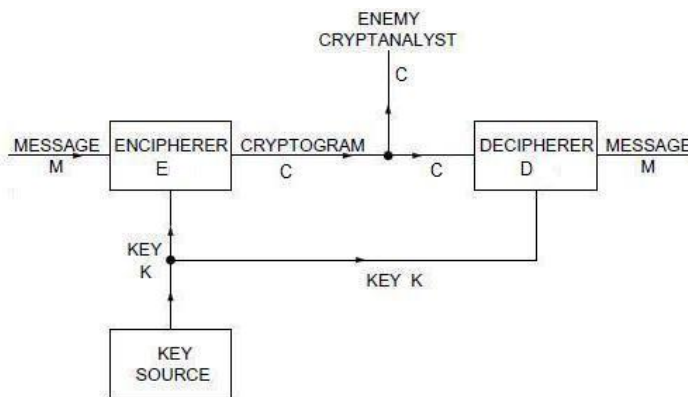 ENEMY
CRYPTANALYST
C
MESSAGE
M
ENCIPHERER
E
CRYPTOGRAM
C
C
DECIPHERER
D
MESSAGE
M
KEY
K
KEY K
KEY
SOURCE